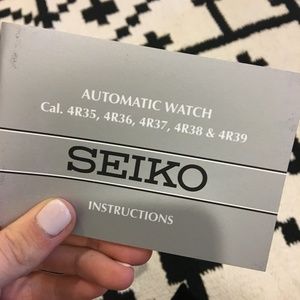 AUTOMATIC WATCH
Cal. 4R35, 4R36, 4R37, 4R38 & 4R39
SEIKO
INSTRUCTIONS